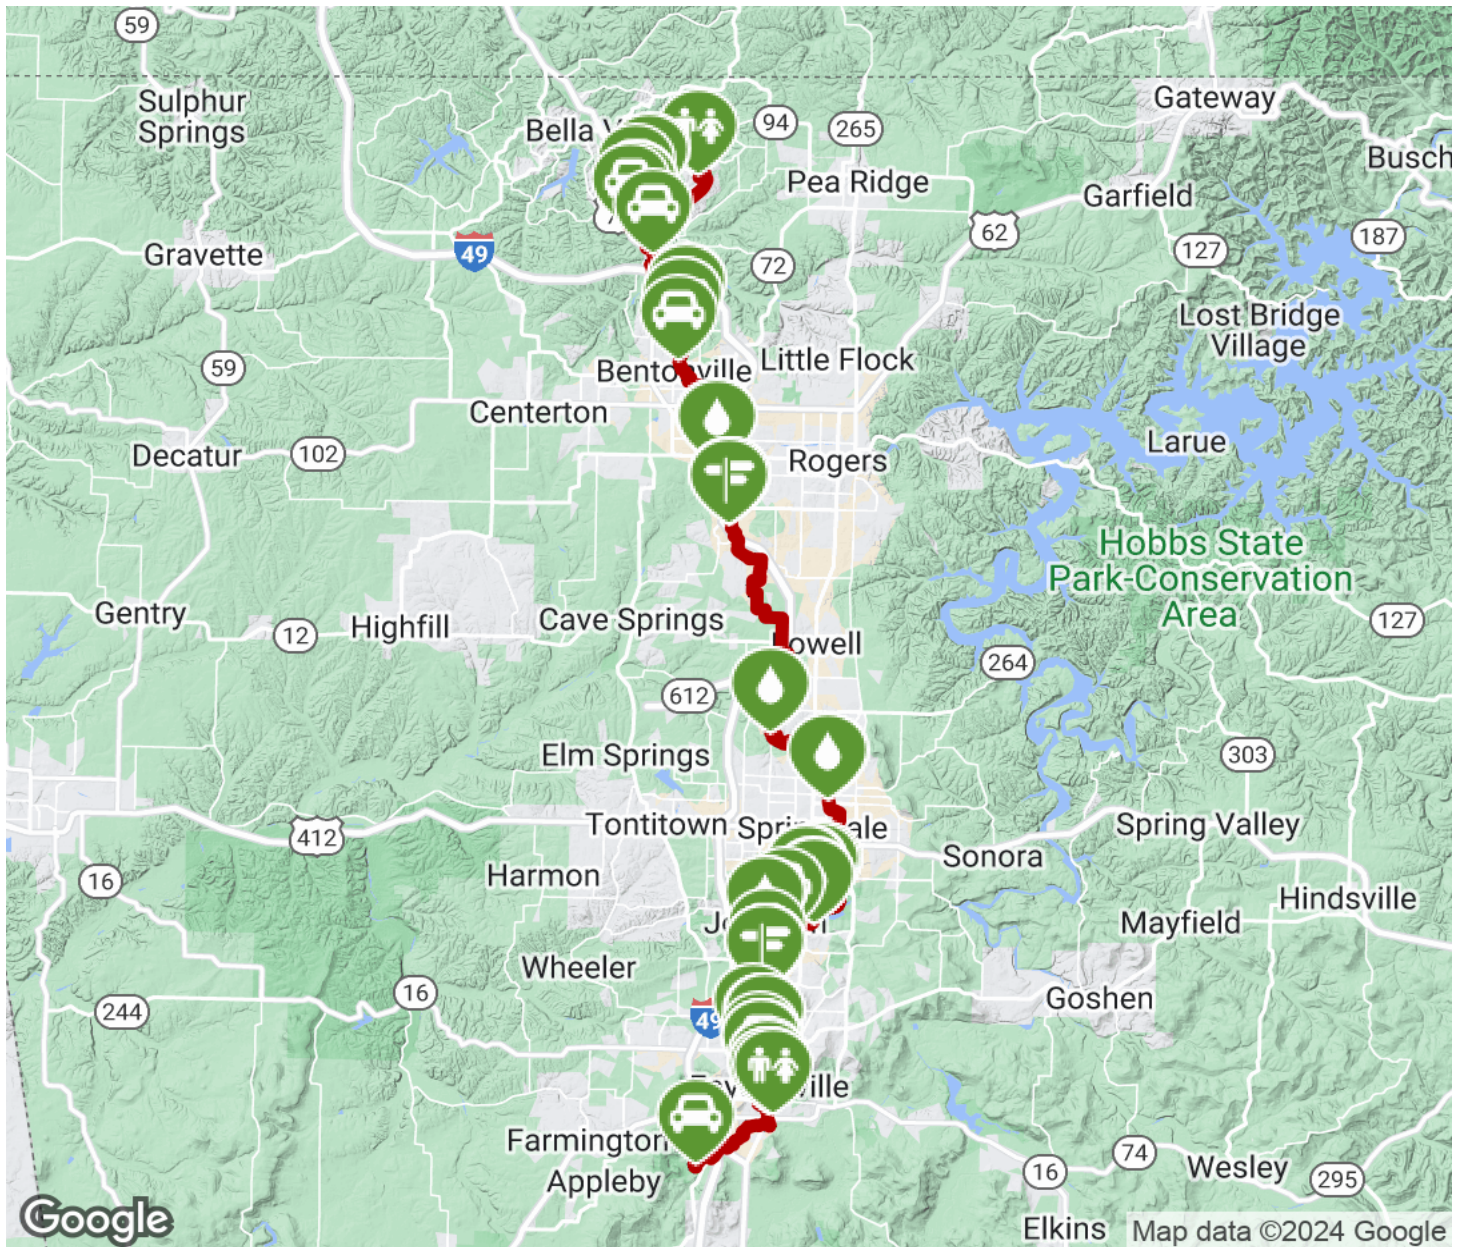 59
Sulphur
Springs
Gateway
94
265
Bella V
Busch
Pea Ridge
Garfield
62
187
127
Gravette
49
72
Lost Bridge
Village
59
Little Flock
Bentonville
Centerton
Larue
Decatur
102
Rogers
Hobbs State
Park-Conservation
Area
Gentry
12
Highfill
Cave Springs
127
owell
264
612
Elm Springs
303
Tontitown
Spring Valley
412
Sonora
16
Harmon
Hindsville
Mayfield
Wheeler
16
Goshen
244
49
ville
Farmington
Appleby
74
16
Wesley
295
Elkins
Google
Map data ©2024 Google